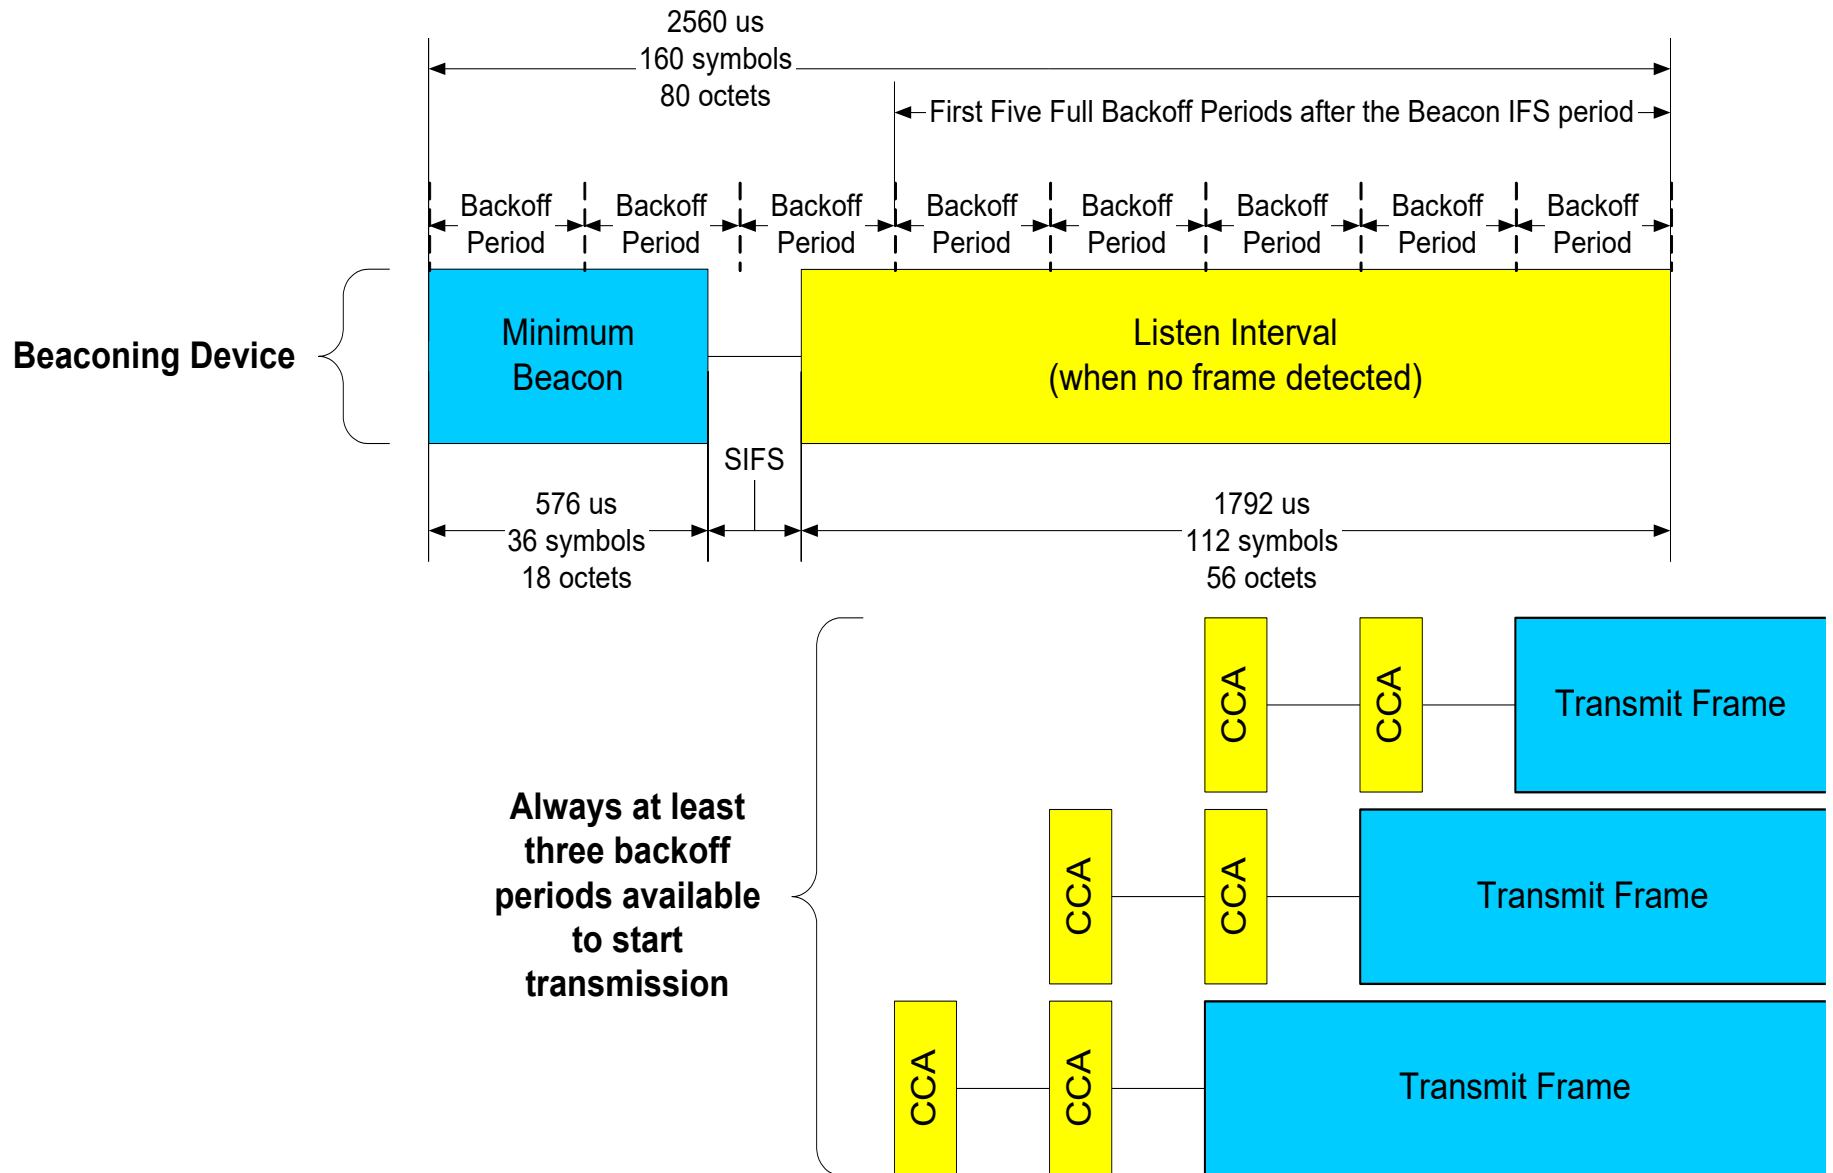 2560 us
160 symbols
80 octets
First Five Full Backoff Periods after the Beacon IFS period
Backoff Period
Backoff Period
Backoff Period
Backoff Period
Backoff Period
Backoff Period
Backoff Period
Backoff Period
Beaconing Device
Minimum
Beacon
Listen Interval
(when no frame detected)
SIFS
576 us
36 symbols
18 octets
1792 us
112 symbols
56 octets
CCA
CCA
Transmit Frame
Always at least
three backoff
periods available
to start
transmission
CCA
CCA
Transmit Frame
CCA
CCA
Transmit Frame